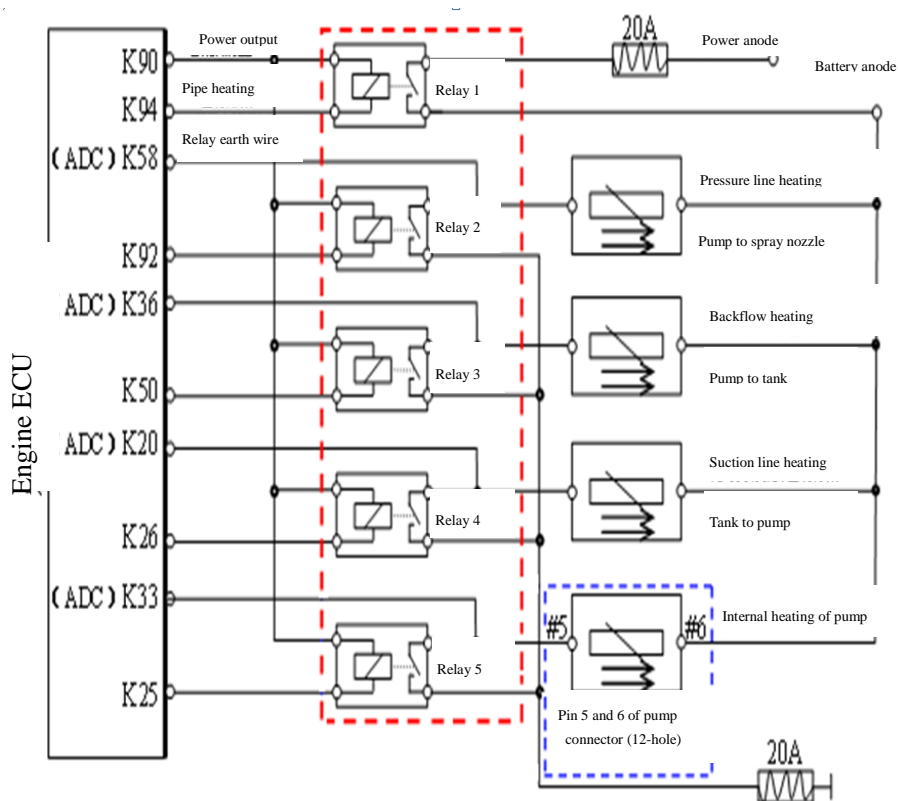 20A
K90
Power output
Power anode
Battery anode
Pipe heating
Relay 1
K94
Relay earth wire
(ADC) K58
Pressure line heating
Relay 2
Pump to spray nozzle
K92
ADC) K36
Backflow heating
Relay 3
Pump to tank
K50
Engine ECU
ADC) K20
Suction line heating
Relay 4
Tank to pump
K26
(ADC) K33
#5
#6
Internal heating of pump
Relay 5
K25
Pin 5 and 6 of pump
connector (12-hole)
20A